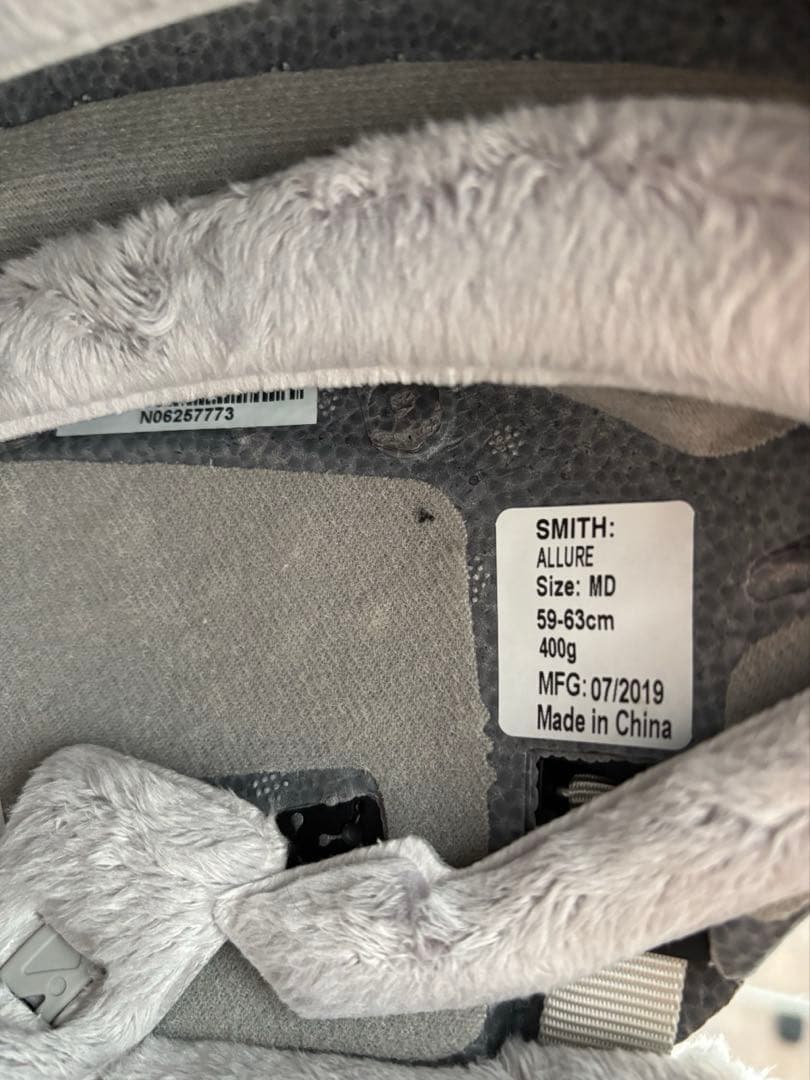 N06257773
SMITH:
ALLURE
Size: MD
59-63cm
400g
MFG: 07/2019
Made in China